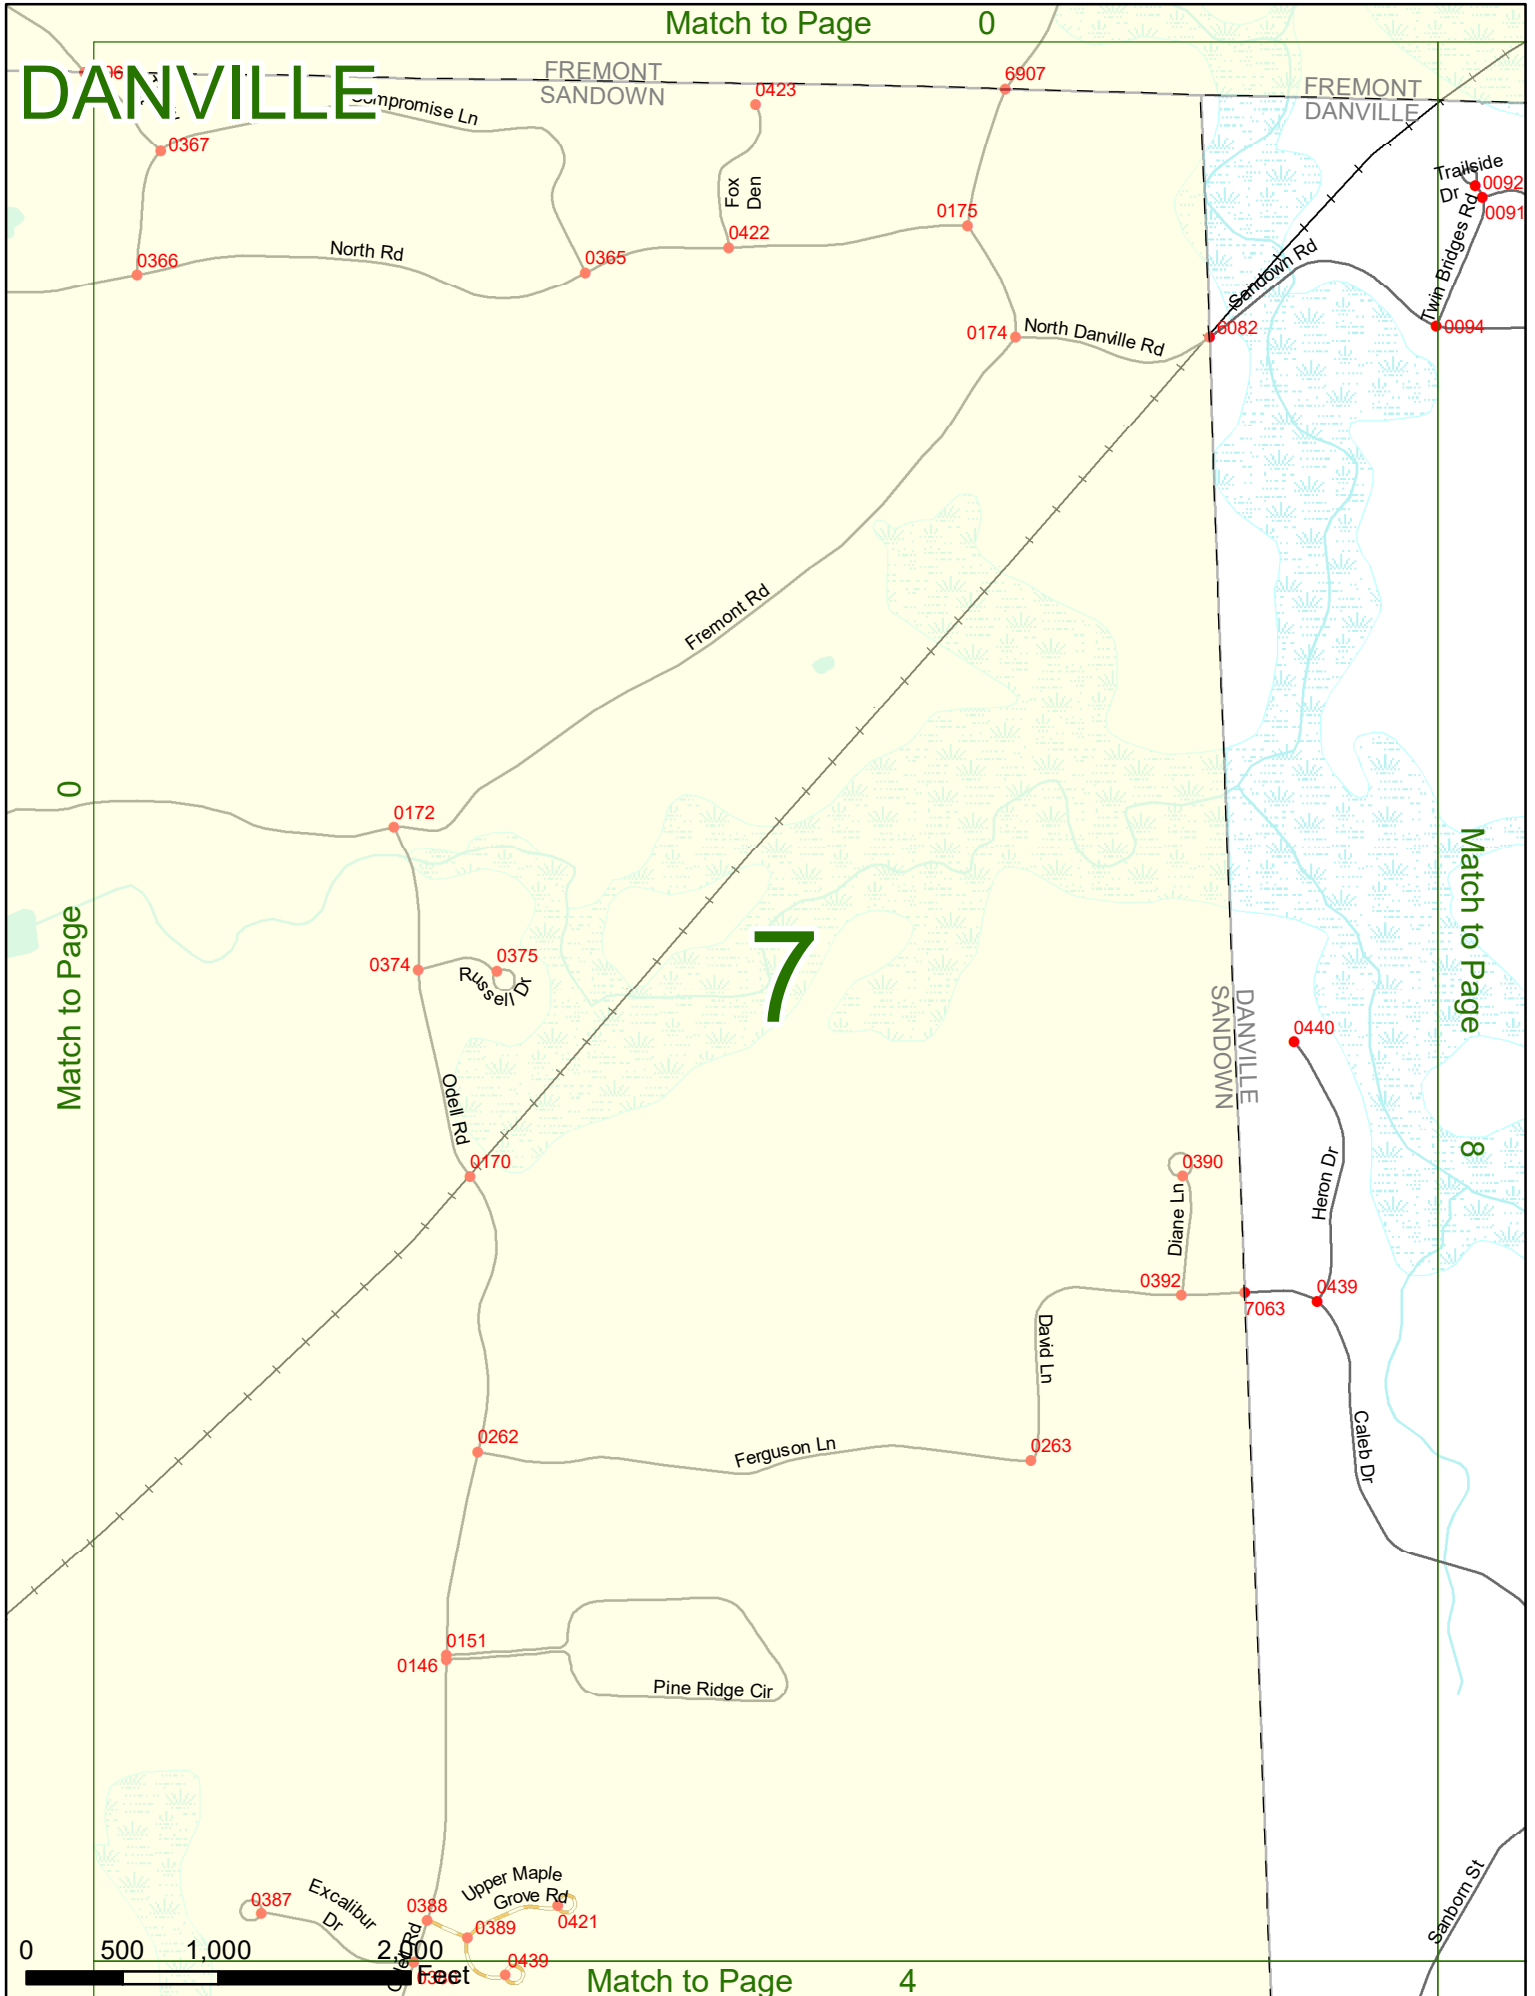 Match to Page 0
DANVILLE
FREMONT
SANDOWN
6907
FREMONT
DANVILLE
0423
Compromise Ln
0367
Trailside
Dr
0092
0091
Fox
Den
0175
0422
North Rd
0366
0365
Twin Bridges Rd
Sandown Rd
0174
North Danville Rd
6082
0094
Fremont Rd
0
Match to Page
0172
Match to Page
8
0374
0375
Russell Dr
7
DANVILLE
SANDOWN
0440
Odell Rd
0170
0390
Diane Ln
Heron Dr
0392
7063
0439
David Ln
Caleb Dr
0262
Ferguson Ln
0263
0151
0146
Pine Ridge Cir
Excalibur
Dr
0387
Upper Maple
Grove Rd
0388
0389
0421
0439
Sanborn St
0 500 1,000 2,000
Feet
Match to Page 4